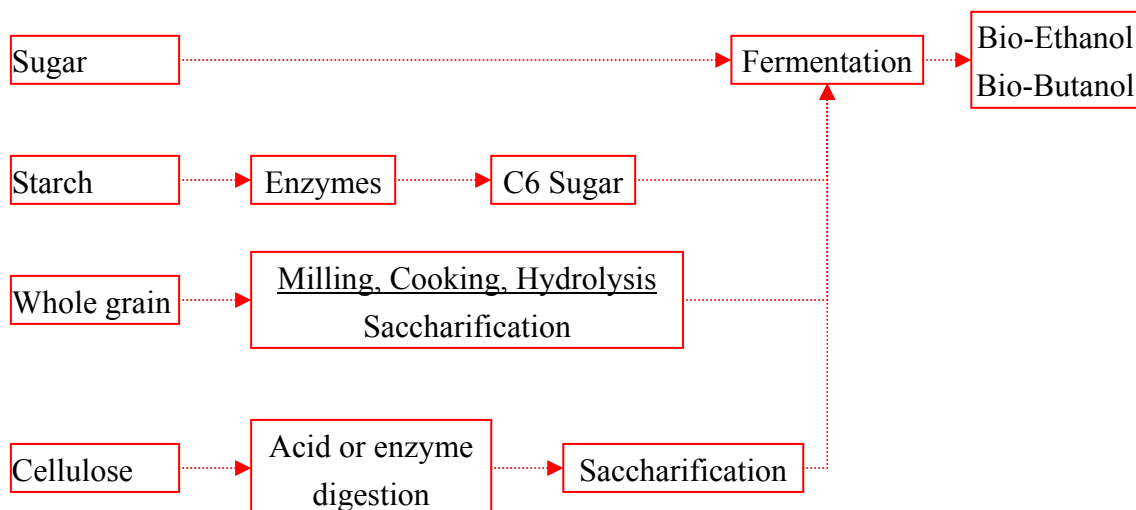 Sugar
Fermentation
Bio-Ethanol
Bio-Butanol
Starch
Enzymes
C6 Sugar
Whole grain
Milling, Cooking, Hydrolysis
Saccharification
Cellulose
Acid or enzyme
digestion
Saccharification